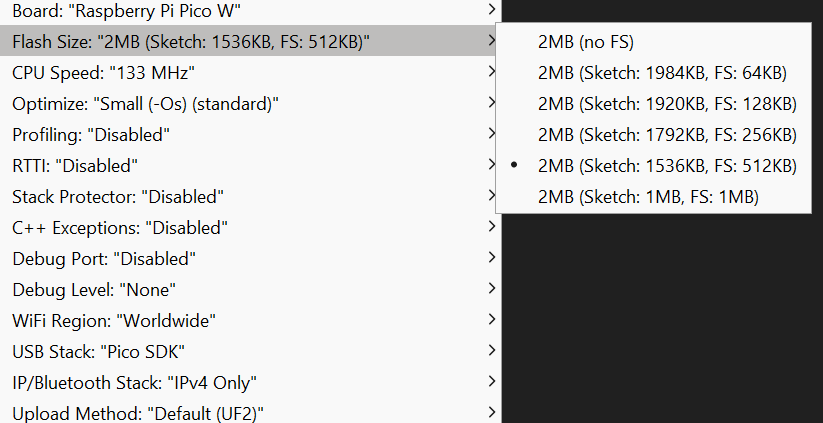 Board: "Raspberry Pi Pico W"
Flash Size: "2MB (Sketch: 1536KB, FS: 512KB)"
CPU Speed: "133 MHz"
Optimize: "Small (-Os) (standard)"
Profiling: "Disabled"
RTTI: "Disabled"
Stack Protector: "Disabled"
C++ Exceptions: "Disabled"
Debug Port: "Disabled"
Debug Level: "None"
WiFi Region: "Worldwide"
USB Stack: "Pico SDK"
IP/Bluetooth Stack: "IPv4 Only"
Upload Method: "Default (UF2)"
2MB (no FS)
2MB (Sketch: 1984KB, FS: 64KB)
2MB (Sketch: 1920KB, FS: 128KB)
2MB (Sketch: 1792KB, FS: 256KB)
2MB (Sketch: 1536KB, FS: 512KB)
2MB (Sketch: 1MB, FS: 1MB)